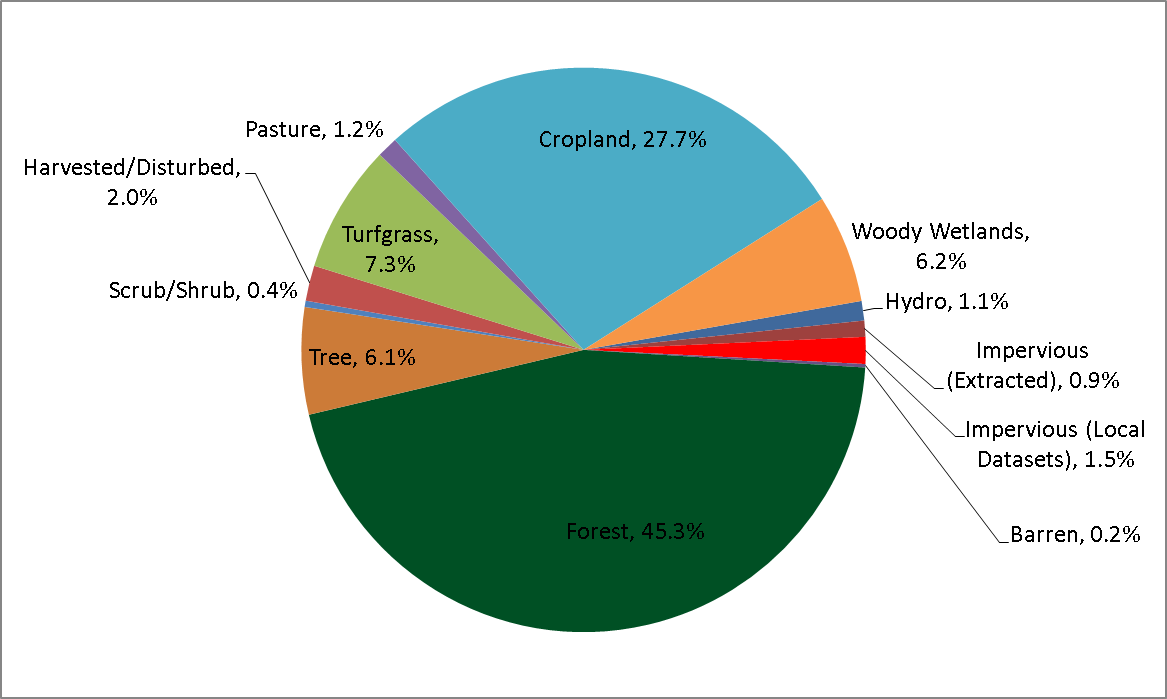 Pasture, 1.2%
Cropland, 27.7%
Harvested/Disturbed,
2.0%
Turfgrass,
7.3%
Woody Wetlands,
6.2%
Scrub/Shrub, 0.4%
Hydro, 1.1%
Tree, 6.1%
Impervious
(Extracted), 0.9%
Impervious (Local
Datasets), 1.5%
Forest, 45.3%
Barren, 0.2%